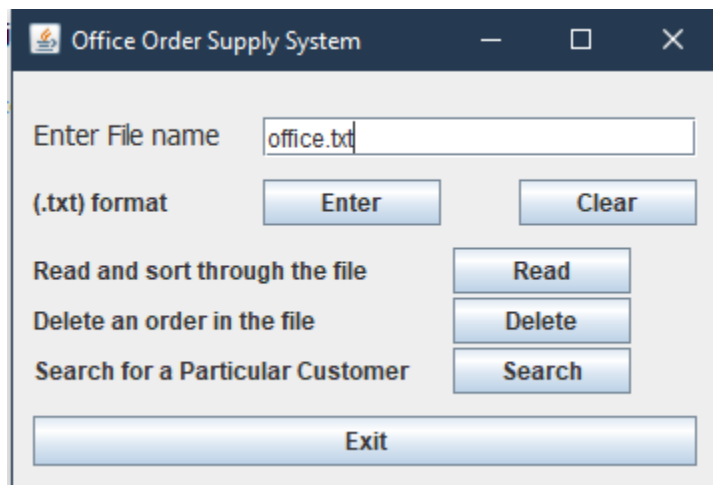 Office Order Supply System
Enter File name office.txt
(.txt) format Enter Clear
Read and sort through the file Read
Delete an order in the file Delete
Search for a Particular Customer Search
Exit